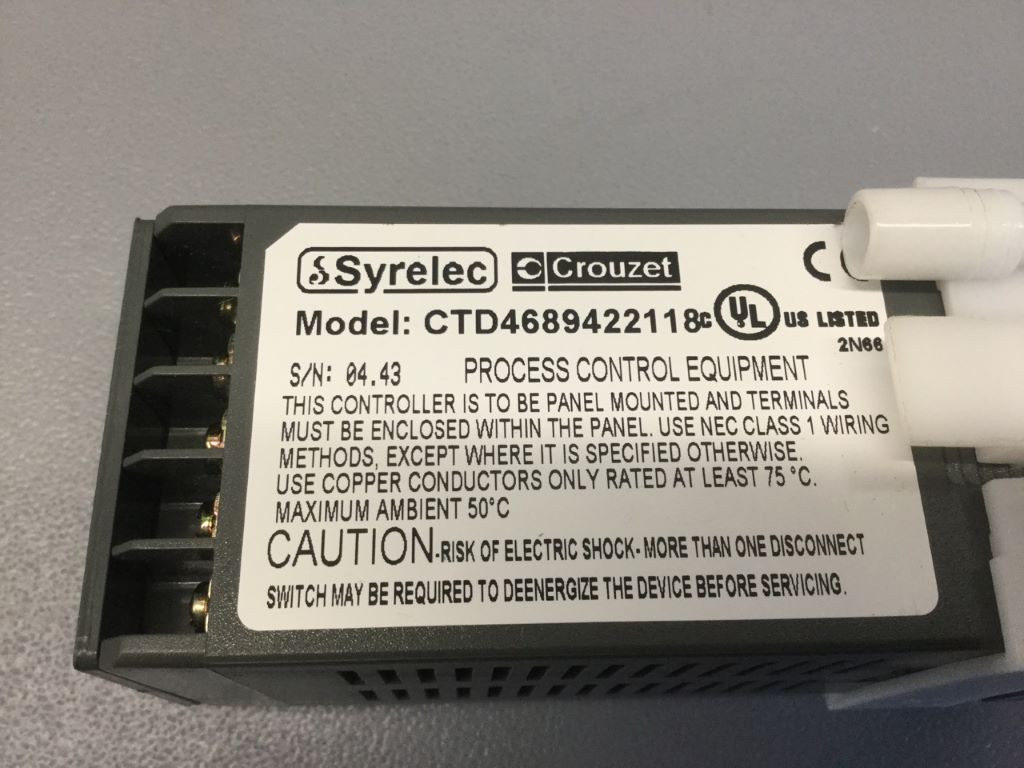 Syrelec Crouzet
Model: CTD4689422118 c UL US LISTED
2N66
S/N: 04.43 PROCESS CONTROL EQUIPMENT
THIS CONTROLLER IS TO BE PANEL MOUNTED AND TERMINALS
MUST BE ENCLOSED WITHIN THE PANEL. USE NEC CLASS 1 WIRING
METHODS, EXCEPT WHERE IT IS SPECIFIED OTHERWISE.
USE COPPER CONDUCTORS ONLY RATED AT LEAST 75 °C.
MAXIMUM AMBIENT 50°C
CAUTION-RISK OF ELECTRIC SHOCK- MORE THAN ONE DISCONNECT
SWITCH MAY BE REQUIRED TO DEENERGIZE THE DEVICE BEFORE SERVICING.